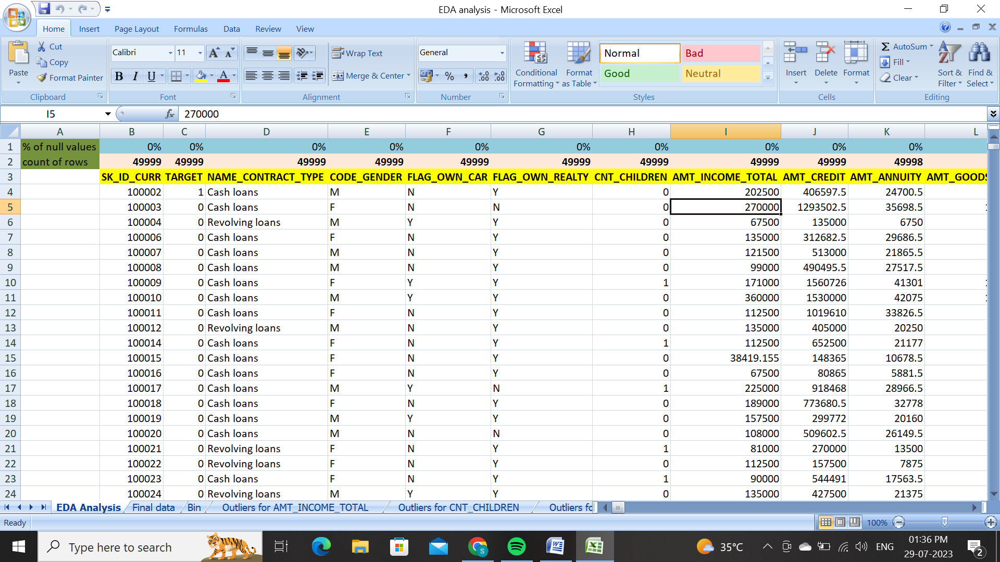 EDA analysis - Microsoft Excel
Home Insert Page Layout Formulas Data Review View
Paste Cut Copy Format Painter Clipboard
Calibri 11 A A B I U A Font
Wrap Text Merge & Center Alignment
General % , .00 .0 Number
Conditional Formatting Format as Table Normal Bad Good Neutral Styles
Insert Delete Format Cells
AutoSum Fill Clear Sort & Filter Find & Select Editing
I5 fx 270000
A B C D E F G H I J K L
1 % of null values 0% 0% 0% 0% 0% 0% 0% 0% 0% 0%
2 count of rows 49999 49999 49999 49999 49999 49999 49999 49999 49999 49998
3 SK_ID_CURR TARGET NAME_CONTRACT_TYPE CODE_GENDER FLAG_OWN_CAR FLAG_OWN_REALTY CNT_CHILDREN AMT_INCOME_TOTAL AMT_CREDIT AMT_ANNUITY AMT_GOODS
4 100002 1 Cash loans M N Y 0 202500 406597.5 24700.5
5 100003 0 Cash loans F N N 0 270000 1293502.5 35698.5
6 100004 0 Revolving loans M Y Y 0 67500 135000 6750
7 100006 0 Cash loans F N Y 0 135000 312682.5 29686.5
8 100007 0 Cash loans M N Y 0 121500 513000 21865.5
9 100008 0 Cash loans M N Y 0 99000 490495.5 27517.5
10 100009 0 Cash loans F Y Y 1 171000 1560726 41301
11 100010 0 Cash loans M Y Y 0 360000 1530000 42075
12 100011 0 Cash loans F N Y 0 112500 1019610 33826.5
13 100012 0 Revolving loans M N Y 0 135000 405000 20250
14 100014 0 Cash loans F N Y 1 112500 652500 21177
15 100015 0 Cash loans F N Y 0 38419.155 148365 10678.5
16 100016 0 Cash loans F N Y 0 67500 80865 5881.5
17 100017 0 Cash loans M Y N 1 225000 918468 28966.5
18 100018 0 Cash loans F N Y 0 189000 773680.5 32778
19 100019 0 Cash loans M Y Y 0 157500 299772 20160
20 100020 0 Cash loans M N N 0 108000 509602.5 26149.5
21 100021 0 Revolving loans F N Y 1 81000 270000 13500
22 100022 0 Revolving loans F N Y 0 112500 157500 7875
23 100023 0 Cash loans F N Y 1 90000 544491 17563.5
24 100024 0 Revolving loans M Y Y 0 135000 427500 21375
EDA Analysis Final data Bin Outliers for AMT_INCOME_TOTAL Outliers for CNT_CHILDREN Outliers fo
Ready 100%
Type here to search 35°C ENG 01:36 PM
29-07-2023 2